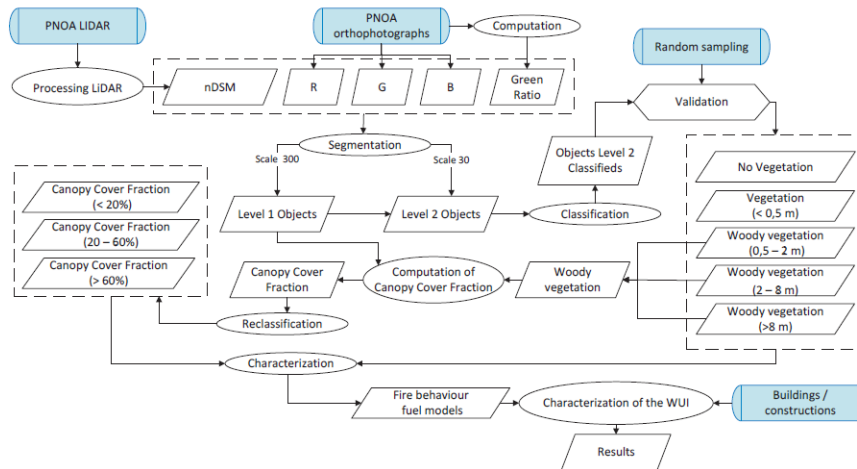 PNOA LIDAR
PNOA
orthophotographs
Computation
Random sampling
Processing LiDAR
nDSM
R
G
B
Green
Ratio
Validation
Segmentation
Scale 300
Scale 30
Objects Level 2
Classifieds
No Vegetation
Canopy Cover Fraction
(< 20%)
Canopy Cover Fraction
(20 – 60%)
Canopy Cover Fraction
(> 60%)
Level 1 Objects
Level 2 Objects
Classification
Vegetation
(< 0,5 m)
Woody vegetation
(0,5 – 2 m)
Woody vegetation
(2 – 8 m)
Woody vegetation
(>8 m)
Canopy Cover
Fraction
Computation of
Canopy Cover Fraction
Woody
vegetation
Reclassification
Characterization
Fire behaviour
fuel models
Characterization of the WUI
Buildings /
constructions
Results